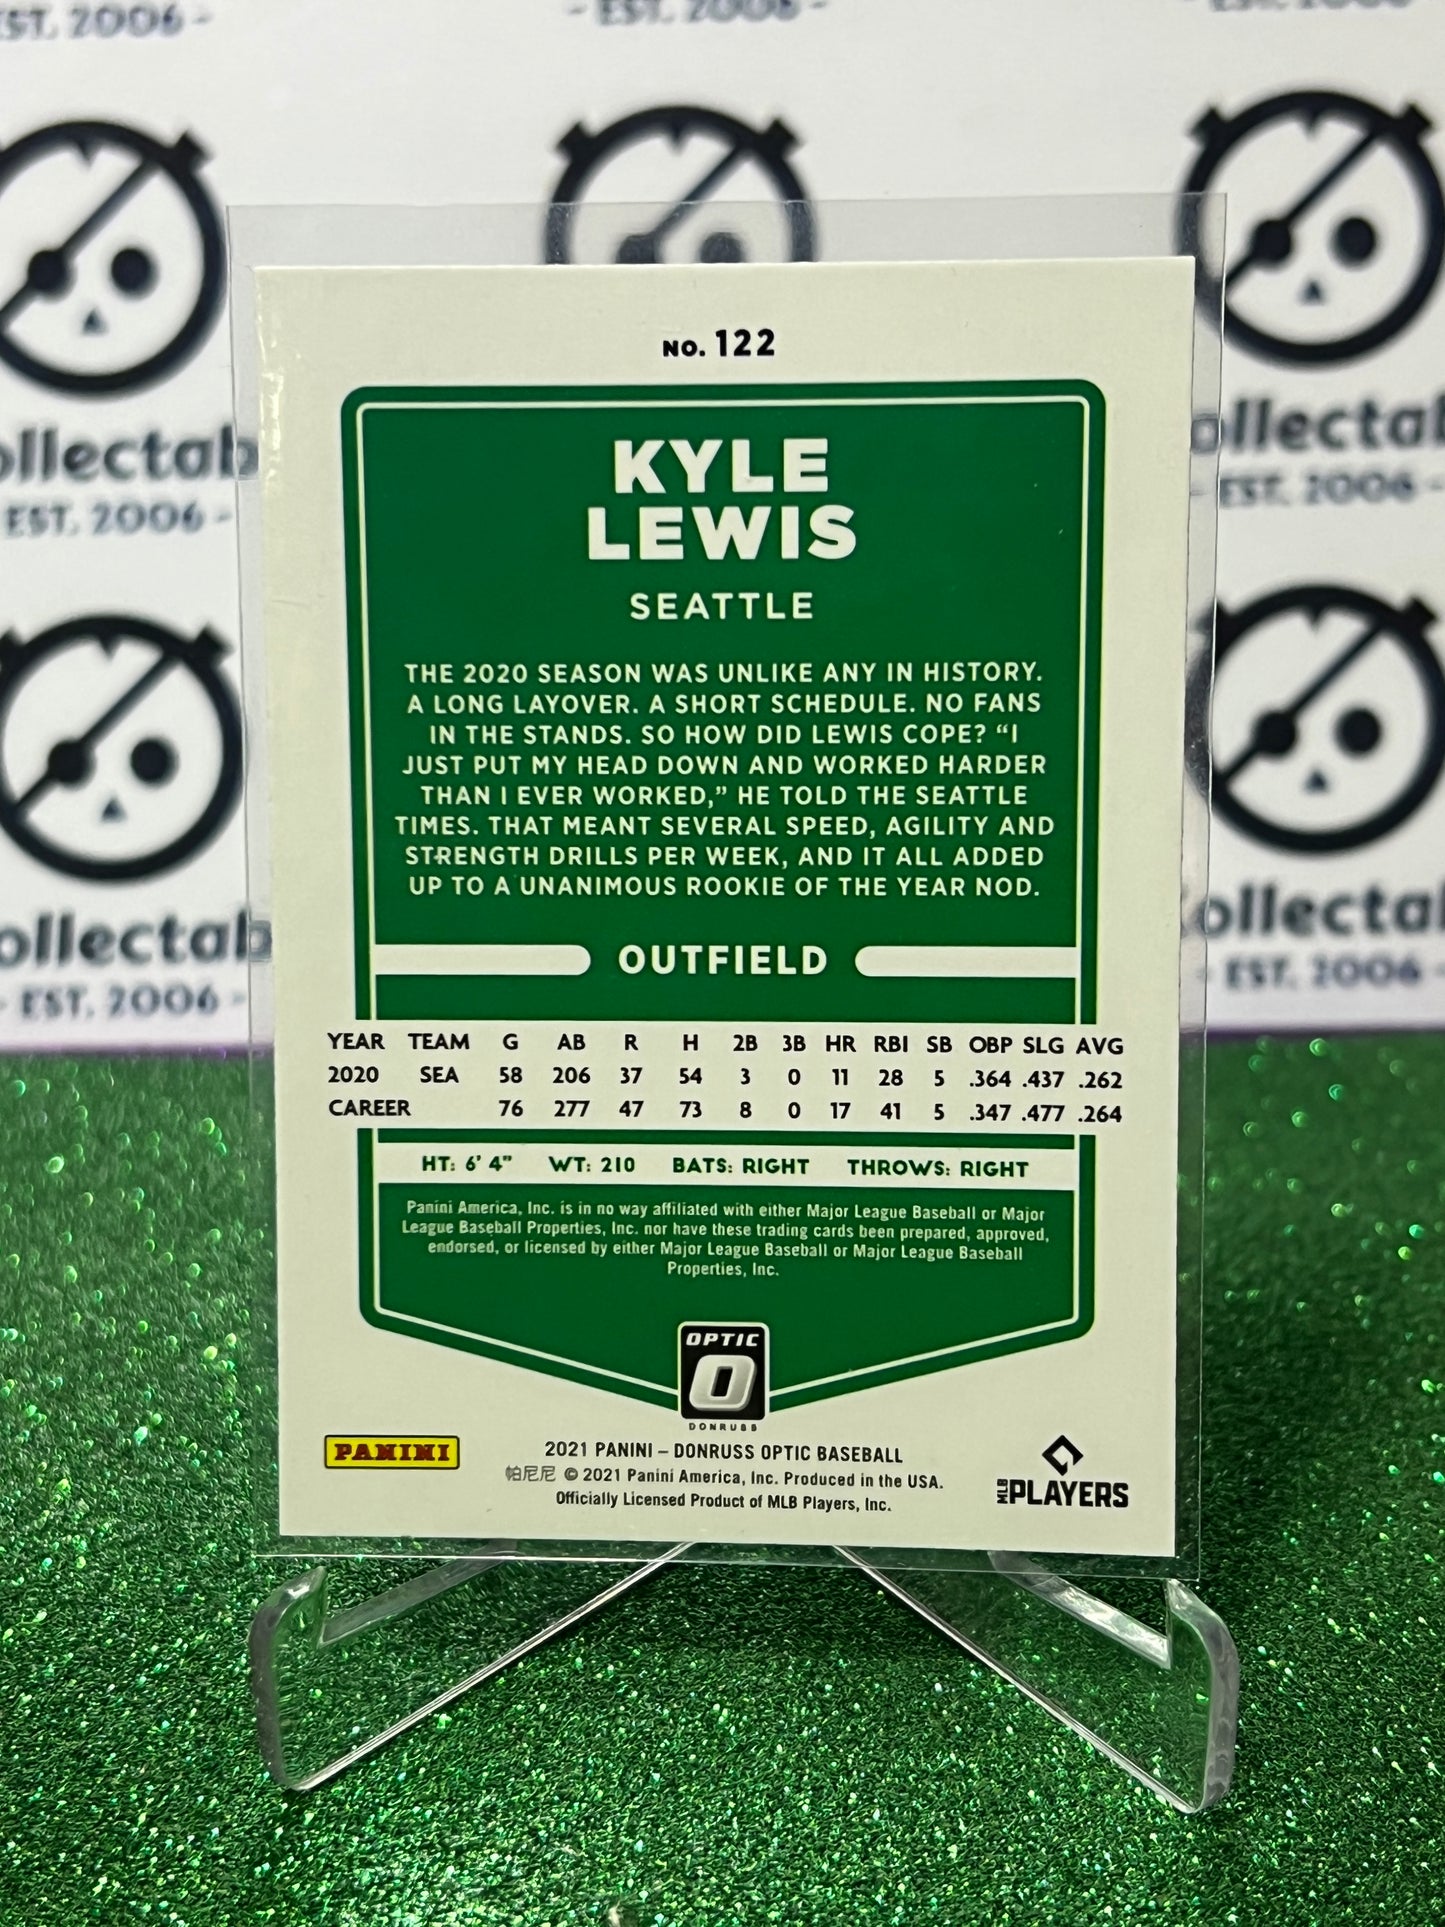 EST. 2006 -
- EST. 2006 -
NO. 122
KYLE
LEWIS
SEATTLE
THE 2020 SEASON WAS UNLIKE ANY IN HISTORY.
A LONG LAYOVER. A SHORT SCHEDULE. NO FANS
IN THE STANDS. SO HOW DID LEWIS COPE? “I
JUST PUT MY HEAD DOWN AND WORKED HARDER
THAN I EVER WORKED,” HE TOLD THE SEATTLE
TIMES. THAT MEANT SEVERAL SPEED, AGILITY AND
STRENGTH DRILLS PER WEEK, AND IT ALL ADDED
UP TO A UNANIMOUS ROOKIE OF THE YEAR NOD.
OUTFIELD
YEAR TEAM G AB R H 2B 3B HR RBI SB OBP SLG AVG
2020 SEA 58 206 37 54 3 0 11 28 5 .364 .437 .262
CAREER 76 277 47 73 8 0 17 41 5 .347 .477 .264
HT: 6' 4" WT: 210 BATS: RIGHT THROWS: RIGHT
Panini America, Inc. is in no way affiliated with either Major League Baseball or Major
League Baseball Properties, Inc. nor have these trading cards been prepared, approved,
endorsed, or licensed by either Major League Baseball or Major League Baseball
Properties, Inc.
OPTIC
O
DONRUSS
PANINI
2021 PANINI – DONRUSS OPTIC BASEBALL
帕尼尼 © 2021 Panini America, Inc. Produced in the USA.
Officially Licensed Product of MLB Players, Inc.
MLB PLAYERS
ollectab
EST. 2006 -
ollectab
EST. 2006 -
ollectab
- EST. 2006 -
ollectab
- EST. 2006 -